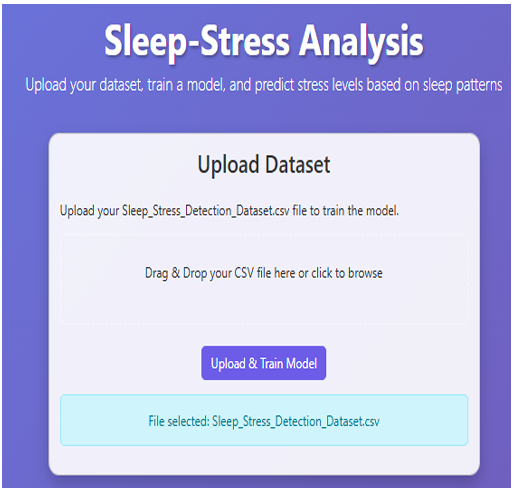 Sleep-Stress Analysis
Upload your dataset, train a model, and predict stress levels based on sleep patterns
Upload Dataset
Upload your Sleep_Stress_Detection_Dataset.csv file to train the model.
Drag & Drop your CSV file here or click to browse
Upload & Train Model
File selected: Sleep_Stress_Detection_Dataset.csv